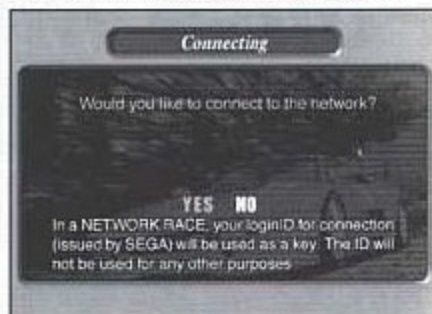 Connecting
Would you like to connect to the network?
YES NO
In a NETWORK RACE, your loginID for connection
(issued by SEGA) will be used as a key. The ID will
not be used for any other purposes